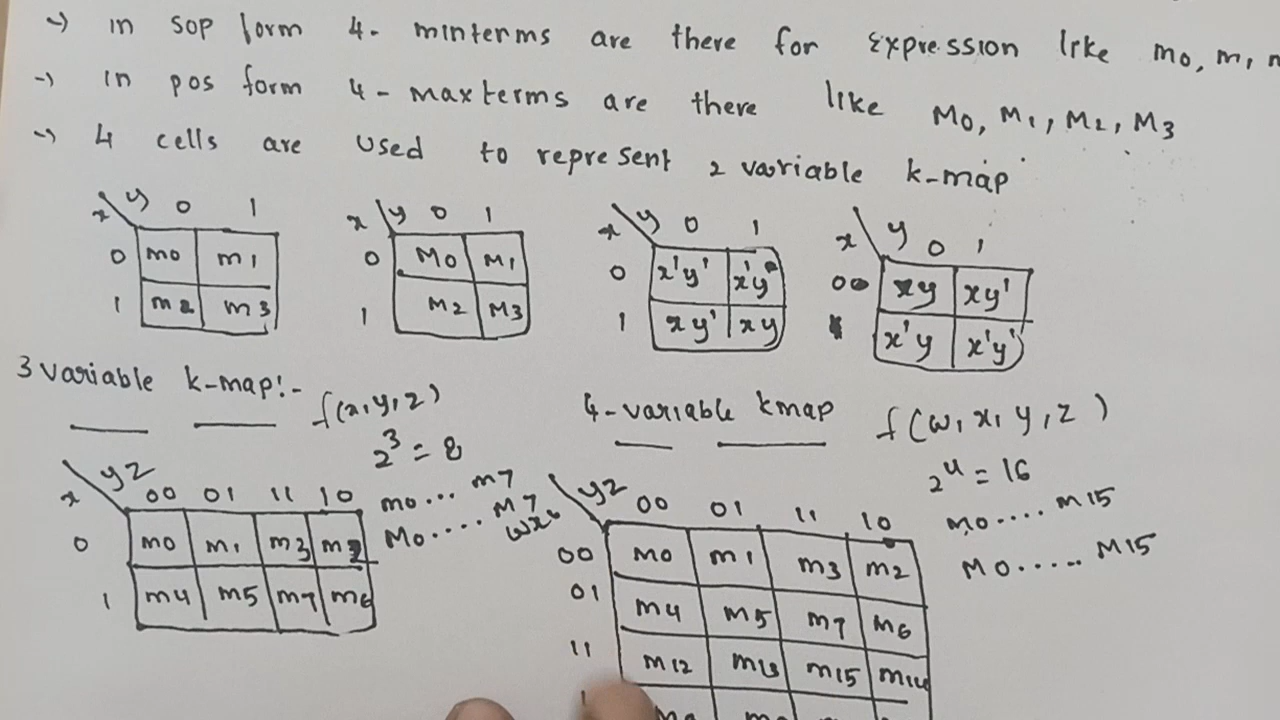 -> in sop form 4- minterms are there for Expression like m0, m1
-> in pos form 4-maxterms are there like M0, M1, M2, M3
-> 4 cells are used to represent 2 variable k-map
x y 0 1
0 m0 m1
1 m2 m3
x y 0 1
0 M0 M1
1 M2 M3
x y 0 1
0 x'y' x'y
1 xy' xy
x y 0 1
0 xy xy'
x'y x'y'
3 variable k-map:- f(x,y,z)
2^3 = 8
x yz 00 01 11 10
0 m0 m1 m3 m2
1 m4 m5 m7 m6
m0... m7
M0..... M7
4-variable kmap f(w,x,y,z)
2^4 = 16
wx yz 00 01 11 10
00 m0 m1 m3 m2
01 m4 m5 m7 m6
11 m12 m13 m15 m14
m0.... m15
M0..... M15